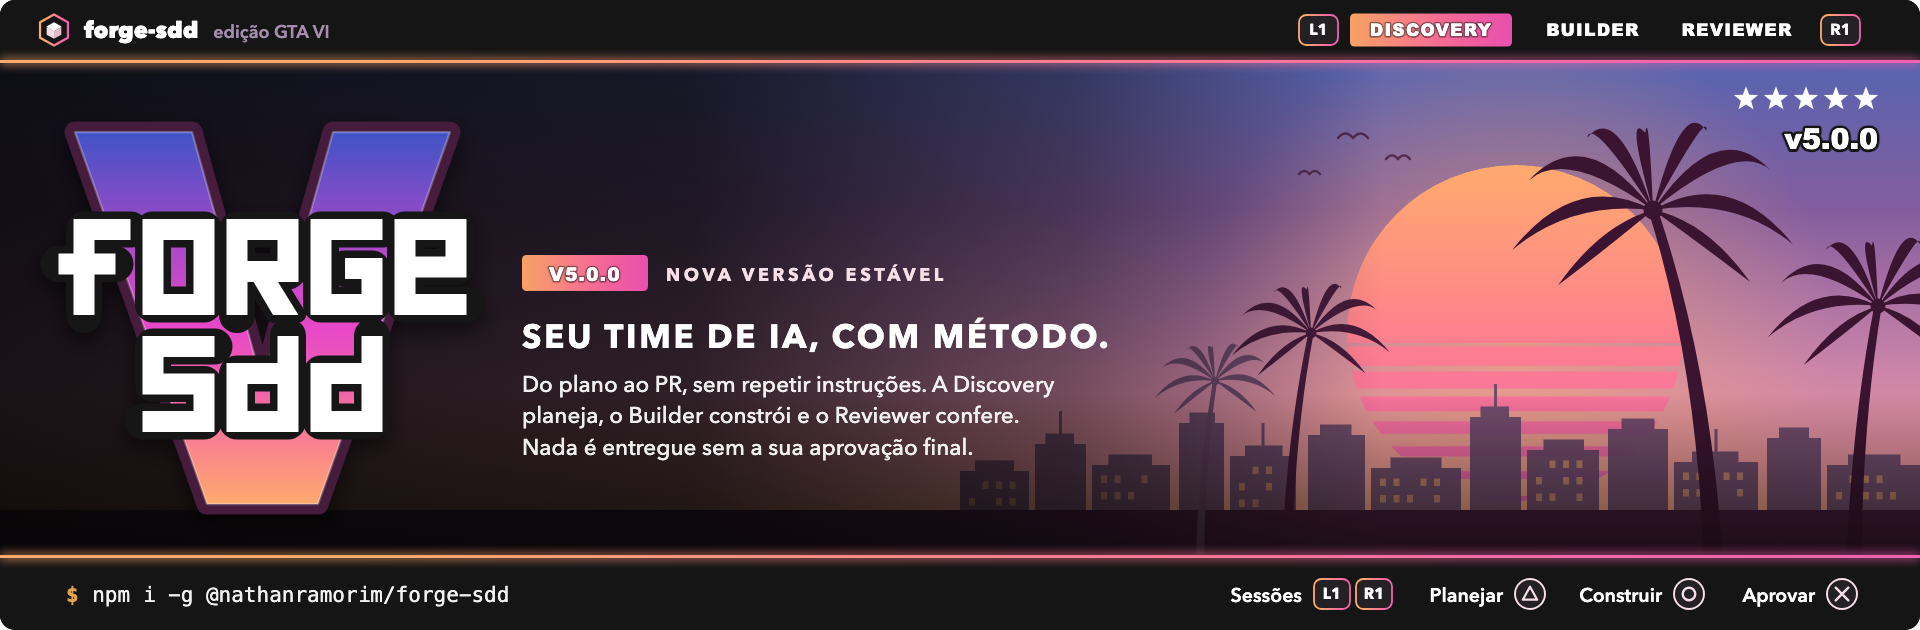 forge-sdd edição GTA VI
L1 DISCOVERY BUILDER REVIEWER R1
v5.0.0
forge
sdd
V5.0.0 NOVA VERSÃO ESTÁVEL
SEU TIME DE IA, COM MÉTODO.
Do plano ao PR, sem repetir instruções. A Discovery
planeja, o Builder constrói e o Reviewer confere.
Nada é entregue sem a sua aprovação final.
$ npm i -g @nathanramorim/forge-sdd
Sessões L1 R1 Planejar Construir Aprovar